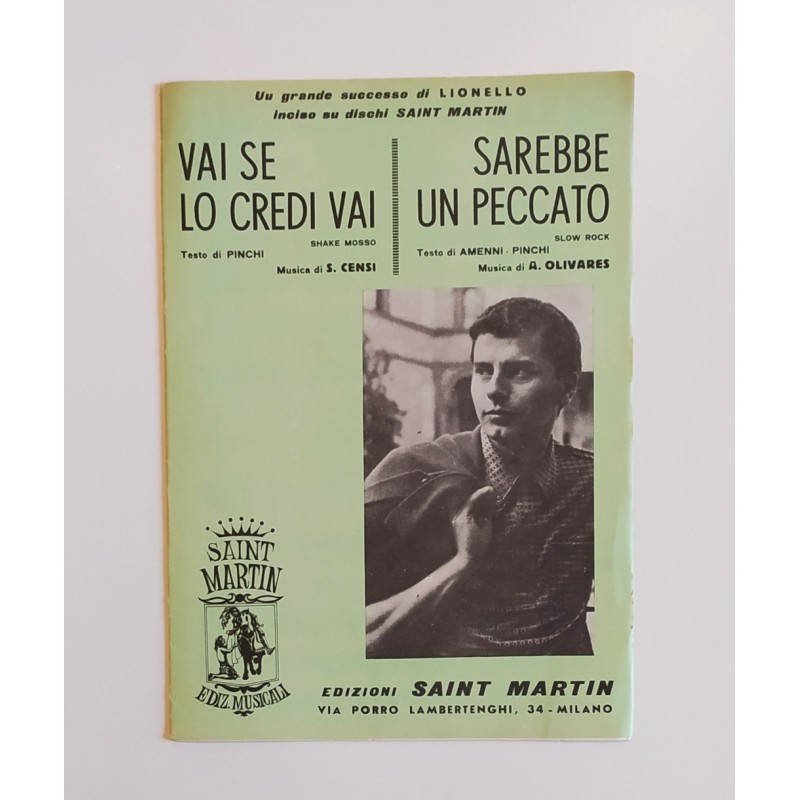 Uu grande successo di LIONELLO
inciso su dischi SAINT MARTIN
VAI SE
LO CREDI VAI
SHAKE MOSSO
Testo di PINCHI
Musica di S. CENSI
SAREBBE
UN PECCATO
SLOW ROCK
Testo di AMENNI - PINCHI
Musica di A. OLIVARES
SAINT
MARTIN
EDIZ. MUSICALI
EDIZIONI SAINT MARTIN
VIA PORRO LAMBERTENGHI, 34 - MILANO